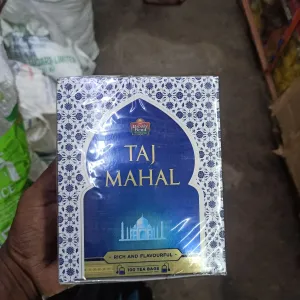 TAJ
MAHAL
RICH AND FLAVOURFUL
100 TEA BAGS